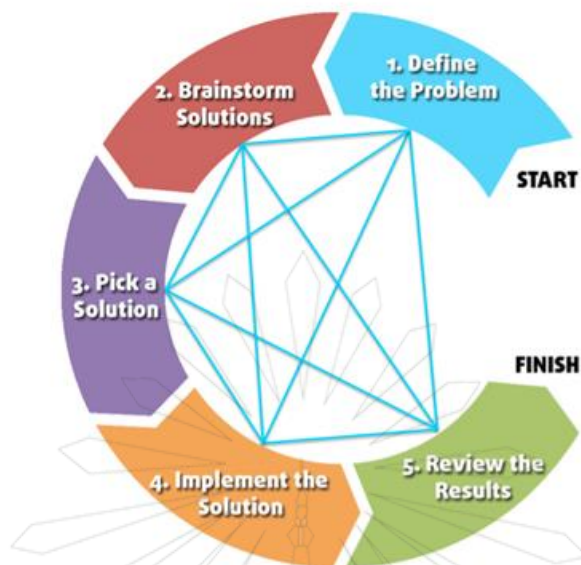 1. Define
the Problem
2. Brainstorm
Solutions
START
3. Pick a
Solution
FINISH
4. Implement the
Solution
5. Review the
Results